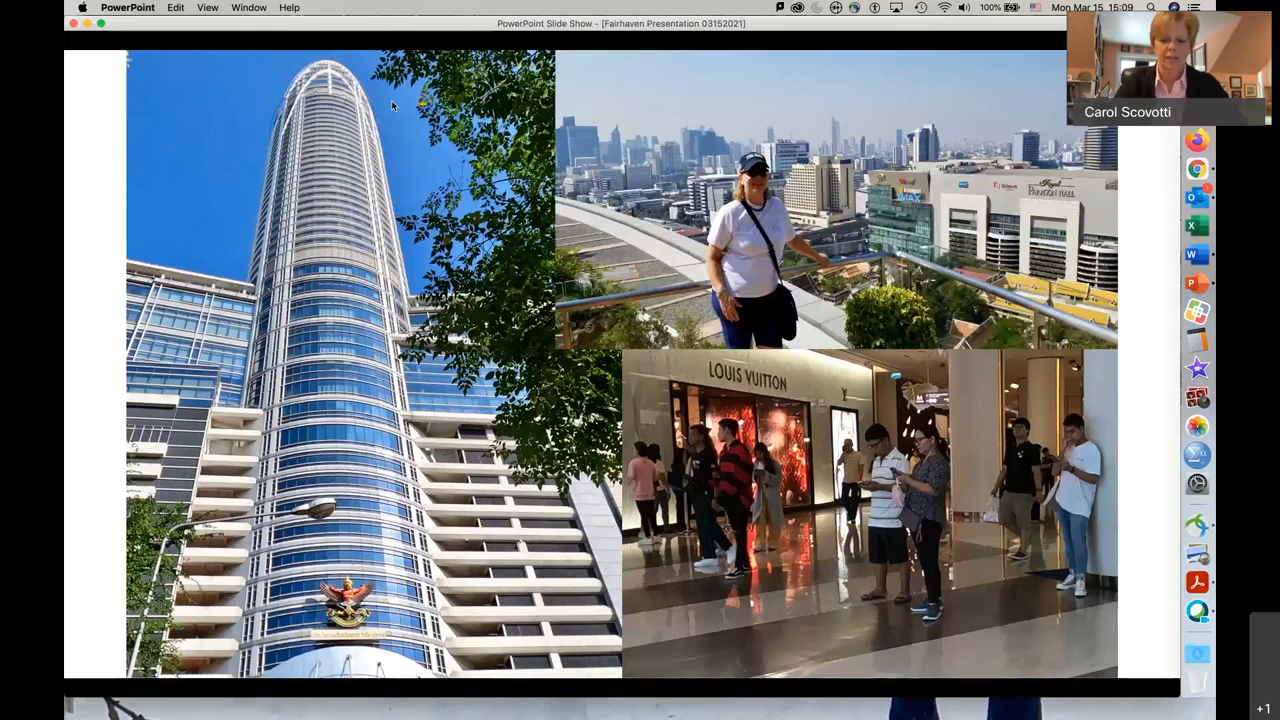 PowerPoint Edit View Window Help
100% Mon Mar 15 15:09
PowerPoint Slide Show - [Fairhaven Presentation 03152021]
Carol Scovotti
Royal
PARAGON HALL
IMAX
LOUIS VUITTON
+1